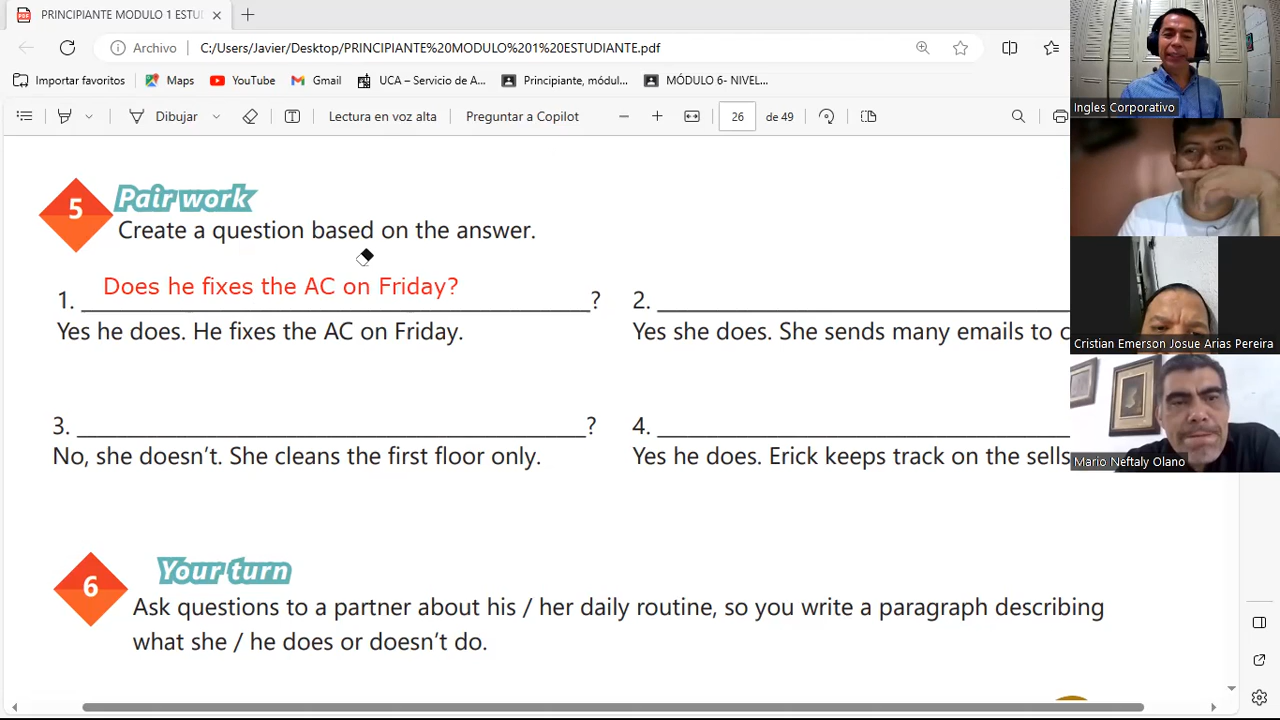 PRINCIPIANTE MODULO 1 ESTU
Archivo C:/Users/Javier/Desktop/PRINCIPIANTE%20MODULO%201%20ESTUDIANTE.pdf
Importar favoritos Maps YouTube Gmail UCA – Servicio de A... Principiante, módul... MÓDULO 6- NIVEL...
Dibujar Lectura en voz alta Preguntar a Copilot 26 de 49
5 Pair work
Create a question based on the answer.
Does he fixes the AC on Friday?
1. ?
Yes he does. He fixes the AC on Friday.
2.
Yes she does. She sends many emails to c
3. ?
No, she doesn't. She cleans the first floor only.
4.
Yes he does. Erick keeps track on the sells
6 Your turn
Ask questions to a partner about his / her daily routine, so you write a paragraph describing
what she / he does or doesn't do.
Ingles Corporativo
Cristian Emerson Josue Arias Pereira
Mario Neftaly Olano